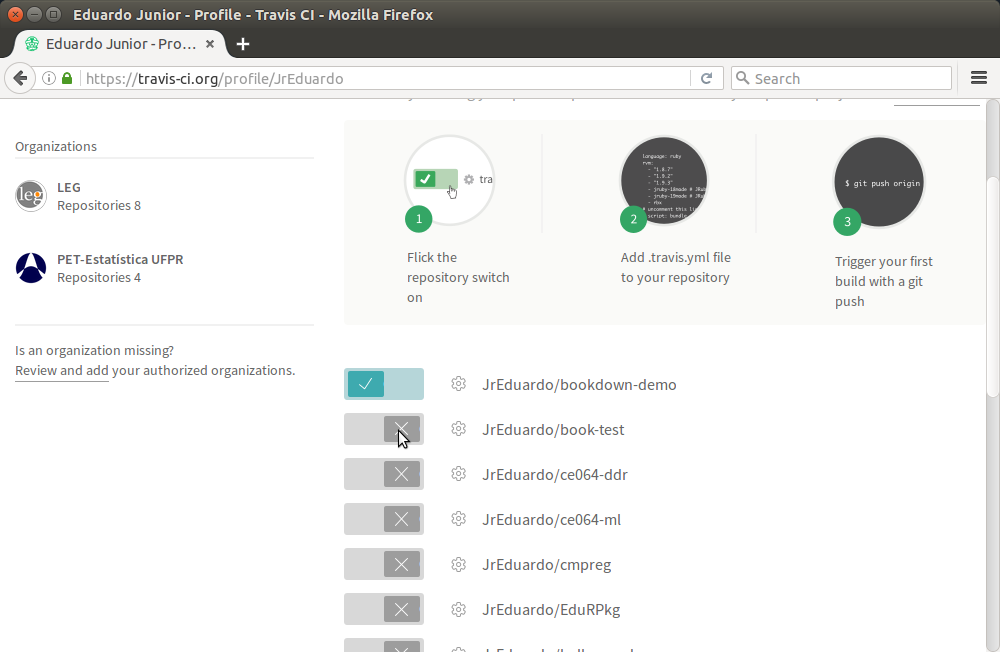 Eduardo Junior - Profile - Travis CI - Mozilla Firefox
Eduardo Junior - Pro...
https://travis-ci.org/profile/JrEduardo
Search
Organizations
leg
LEG
Repositories 8
PET-Estatística UFPR
Repositories 4
Is an organization missing?
Review and add your authorized organizations.
tra
1
Flick the
repository switch
on
language: ruby
rvm:
- "1.8.7"
- "1.9.2"
- "1.9.3"
- jruby-18mode # JRu
- jruby-19mode # JR
- rbx
# uncomment this li
script: bundle
2
Add .travis.yml file
to your repository
$ git push origin
3
Trigger your first
build with a git
push
JrEduardo/bookdown-demo
JrEduardo/book-test
JrEduardo/ce064-ddr
JrEduardo/ce064-ml
JrEduardo/cmpreg
JrEduardo/EduRPkg